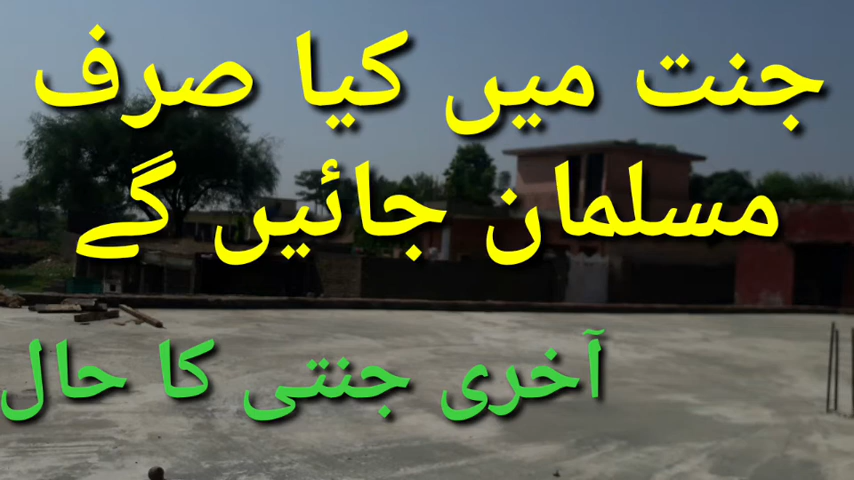 جنت میں کیا صرف
مسلمان جائیں گے
آخری جنتی کا حال